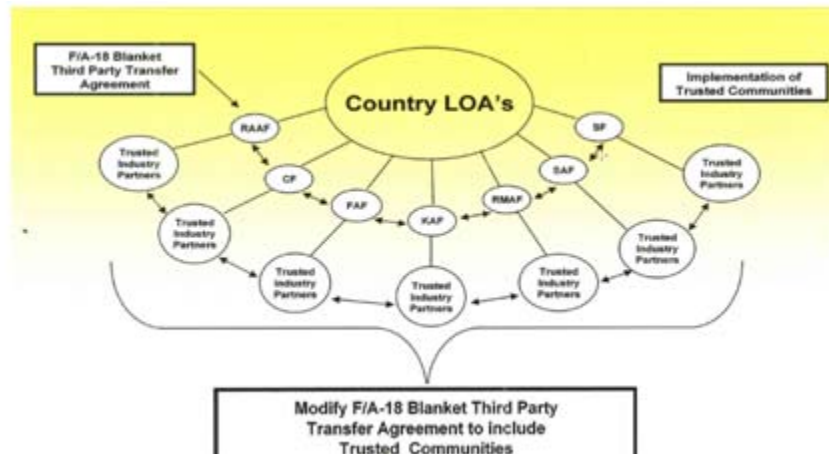 F/A-18 Blanket
Third Party Transfer
Agreement
Country LOA's
Implementation of
Trusted Communities
RAAF
SF
Trusted
Industry
Partners
CF
SAF
Trusted
Industry
Partners
FAF
RMAF
KAF
Trusted
Industry
Partners
Trusted
Industry
Partners
Trusted
Industry
Partners
Trusted
Industry
Partners
Trusted
Industry
Partners
Modify F/A-18 Blanket Third Party
Transfer Agreement to include
Trusted Communities